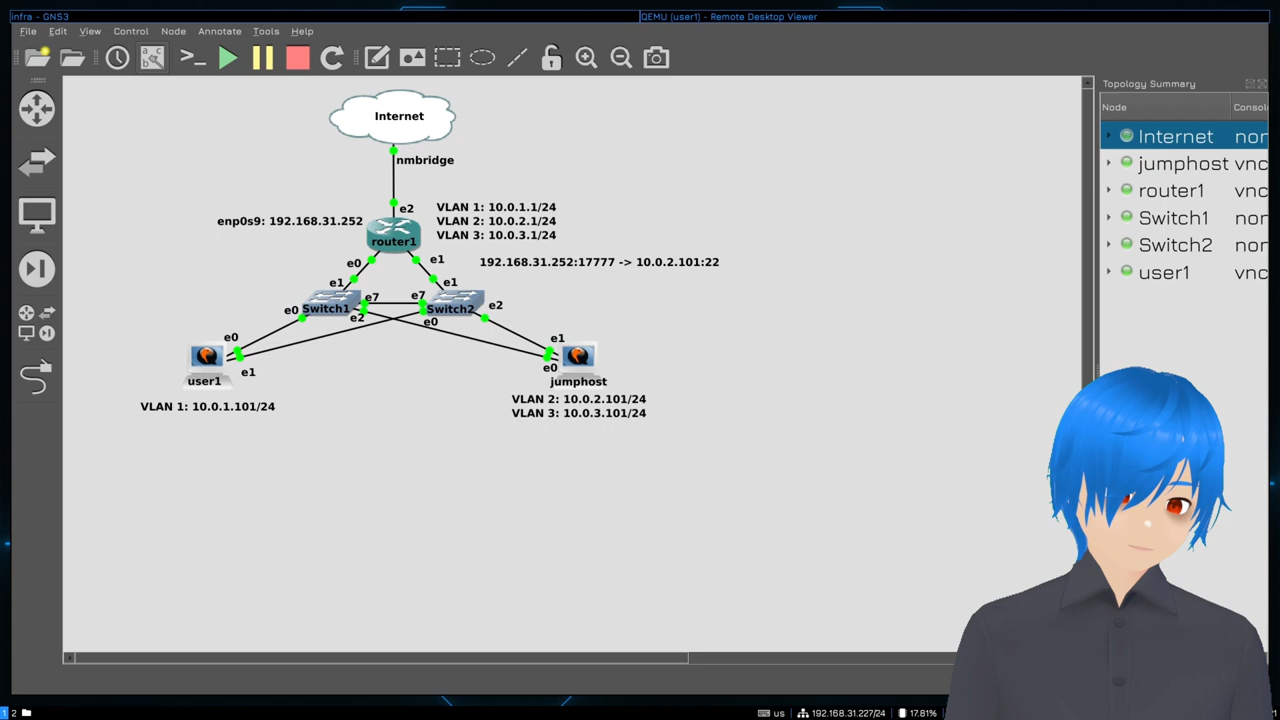 infra - GNS3
QEMU (user1) - Remote Desktop Viewer
File Edit View Control Node Annotate Tools Help
Internet
nmbridge
e2
enp0s9: 192.168.31.252
VLAN 1: 10.0.1.1/24
VLAN 2: 10.0.2.1/24
VLAN 3: 10.0.3.1/24
router1
e0
e1
192.168.31.252:17777 -> 10.0.2.101:22
e1
e1
e7
e7
Switch1
Switch2
e0
e2
e0
e2
e0
e1
e1
e0
user1
jumphost
VLAN 1: 10.0.1.101/24
VLAN 2: 10.0.2.101/24
VLAN 3: 10.0.3.101/24
Topology Summary
Node
Internet
jumphost vnc
router1 vnc
Switch1
Switch2
user1 vnc
1 2
us 192.168.31.227/24 17.81%